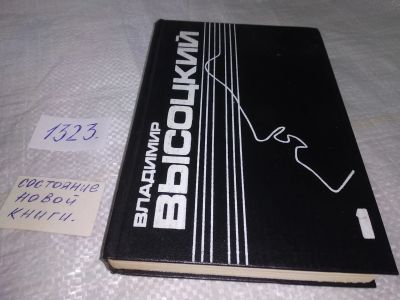 1323.
состояние
новой
книги.
ВЛАДИМИР
ВЫСОЦКИЙ
1